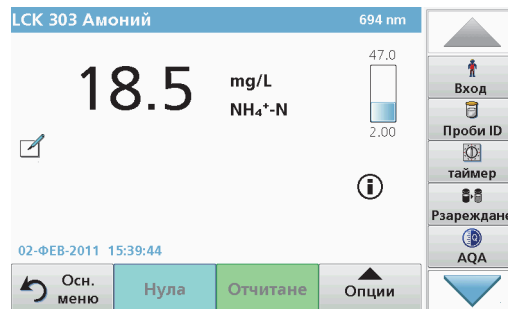 LCK 303 Амоний 694 nm
47.0
18.5 mg/L
NH₄⁺-N
2.00
02-ФЕВ-2011 15:39:44
Осн. меню
Нула
Отчитане
Опции
Вход
Проби ID
таймер
Рзареждане
AQA